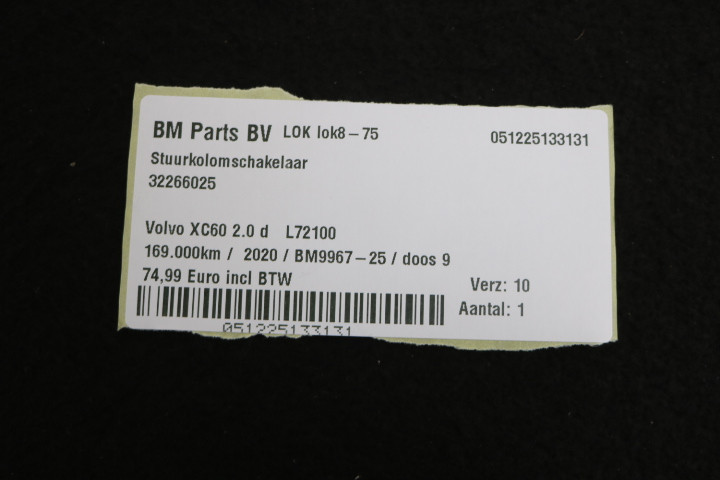 BM Parts BV LOK lok8-75 051225133131
Stuurkolomschakelaar
32266025
Volvo XC60 2.0 d L72100
169.000km / 2020 / BM9967-25 / doos 9
74,99 Euro incl BTW
Verz: 10
Aantal: 1
051225133131